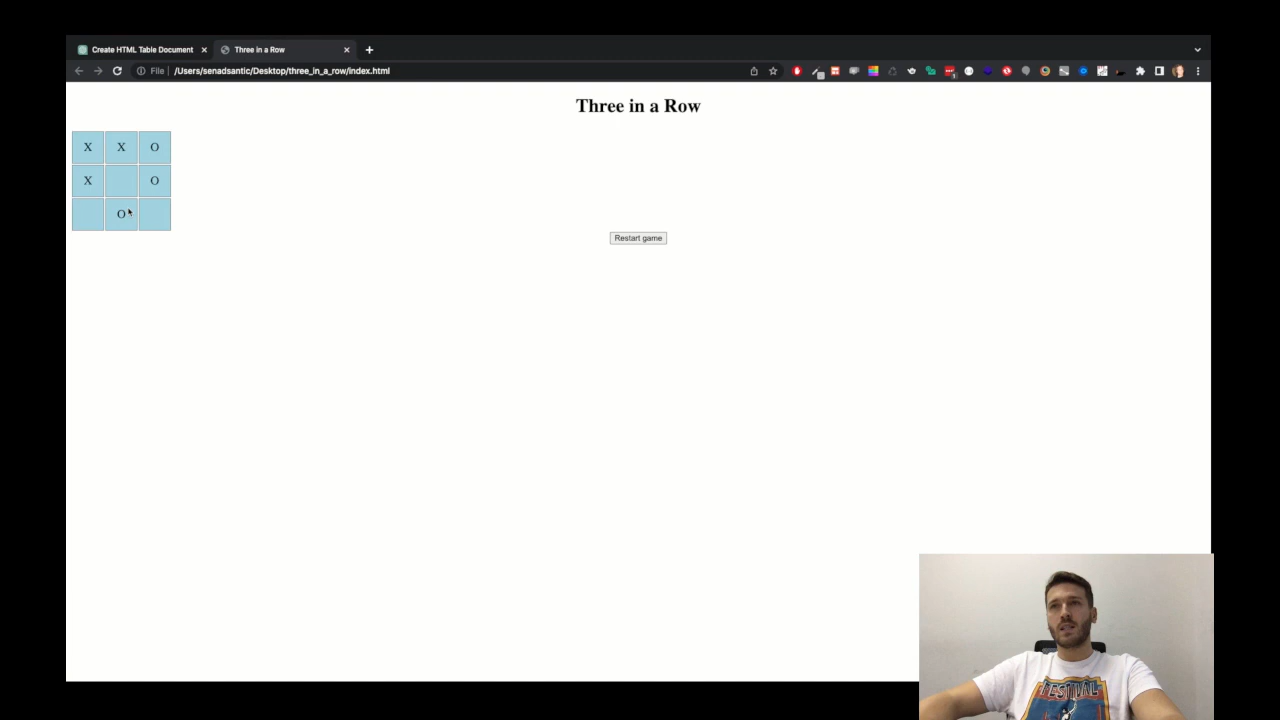 Create HTML Table Document
Three in a Row
File | /Users/senadsantic/Desktop/three_in_a_row/index.html
Three in a Row
X X O
X O
O
Restart game
FESTIVAL